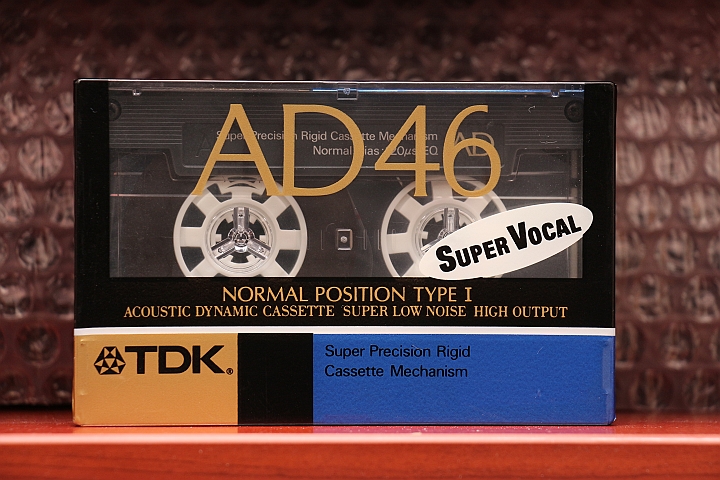 AD46
Super Precision Rigid Cassette Mechanism
AD
Normal Bias 120μs EQ
SUPER VOCAL
NORMAL POSITION TYPE I
ACOUSTIC DYNAMIC CASSETTE SUPER LOW NOISE HIGH OUTPUT
TDK®
Super Precision Rigid
Cassette Mechanism